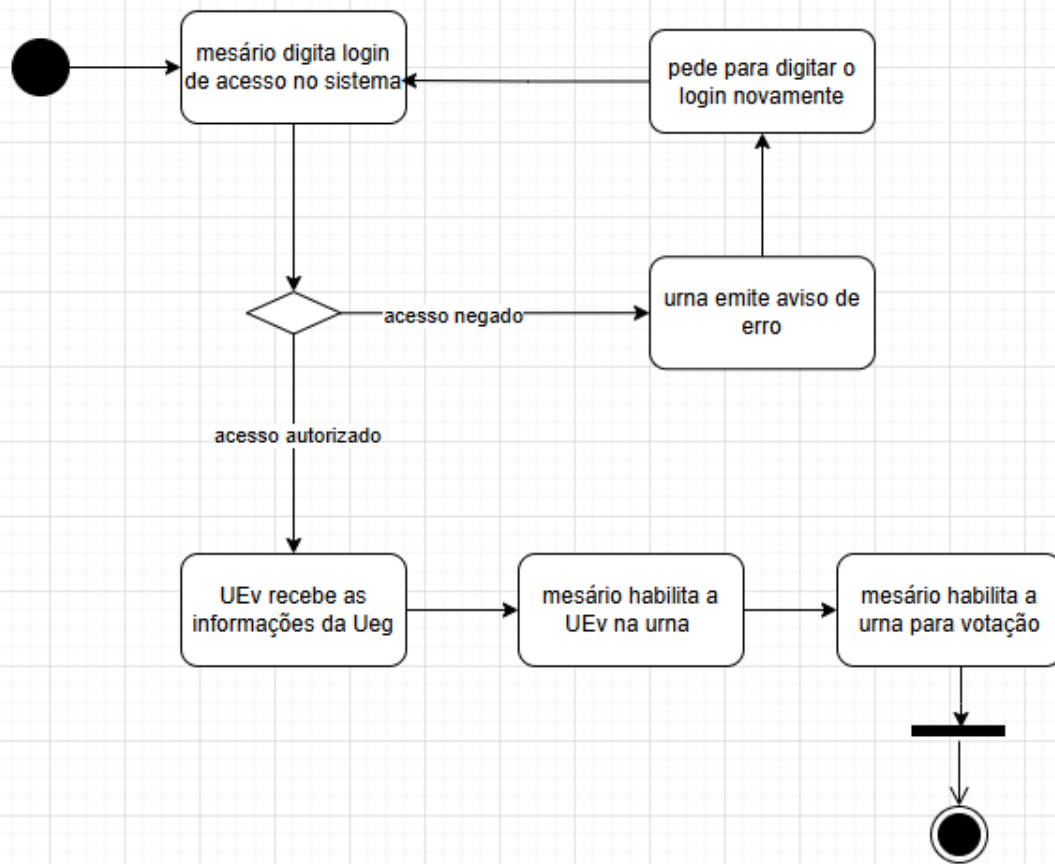 mesário digita login
de acesso no sistema
pede para digitar o
login novamente
acesso negado
urna emite aviso de
erro
acesso autorizado
UEv recebe as
informações da Ueg
mesário habilita a
UEv na urna
mesário habilita a
urna para votação